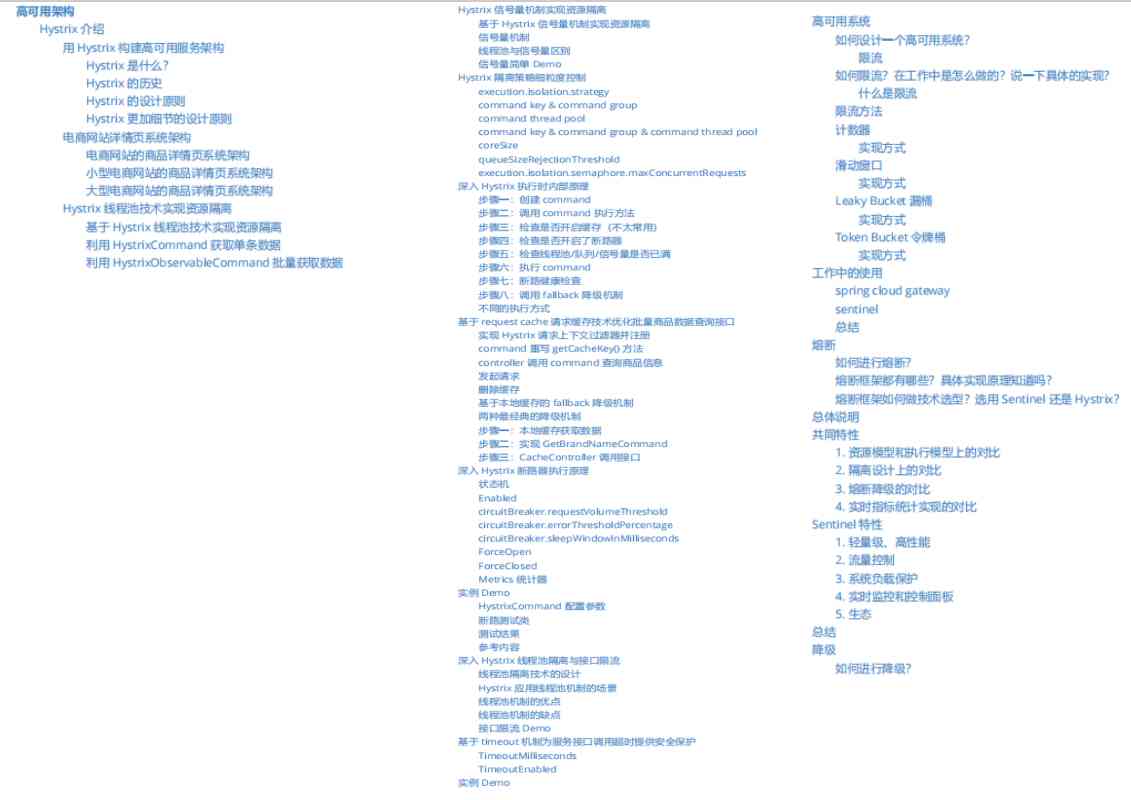 高可用架构
Hystrix 介绍
用 Hystrix 构建高可用服务架构
Hystrix 是什么？
Hystrix 的历史
Hystrix 的设计原则
Hystrix 更加细节的设计原则
电商网站详情页系统架构
电商网站的商品详情页系统架构
小型电商网站的商品详情页系统架构
大型电商网站的商品详情页系统架构
Hystrix 线程池技术实现资源隔离
基于 Hystrix 线程池技术实现资源隔离
利用 HystrixCommand 获取单条数据
利用 HystrixObservableCommand 批量获取数据
Hystrix 信号量机制实现资源隔离
基于 Hystrix 信号量机制实现资源隔离
信号量机制
线程池与信号量区别
信号量简单 Demo
Hystrix 隔离策略细粒度控制
execution.isolation.strategy
command key & command group
command thread pool
command key & command group & command thread pool
coreSize
queueSizeRejectionThreshold
execution.isolation.semaphore.maxConcurrentRequests
深入 Hystrix 执行时内部原理
步骤一：创建 command
步骤二：调用 command 执行方法
步骤三：检查是否开启缓存（不太常用）
步骤四：检查是否开启了断路器
步骤五：检查线程池/队列/信号量是否已满
步骤六：执行 command
步骤七：断路健康检查
步骤八：调用 fallback 降级机制
不同的执行方式
基于 request cache 请求缓存技术优化批量商品数据查询接口
实现 Hystrix 请求上下文过滤器并注册
command 重写 getCacheKey() 方法
controller 调用 command 查询商品信息
发起请求
删除缓存
基于本地缓存的 fallback 降级机制
两种最经典的降级机制
步骤一：本地缓存获取数据
步骤二：实现 GetBrandNameCommand
步骤三：CacheController 调用接口
深入 Hystrix 断路器执行原理
状态机
Enabled
circuitBreaker.requestVolumeThreshold
circuitBreaker.errorThresholdPercentage
circuitBreaker.sleepWindowInMilliseconds
ForceOpen
ForceClosed
Metrics 统计器
实例 Demo
HystrixCommand 配置参数
断路测试类
测试结果
参考内容
深入 Hystrix 线程池隔离与接口限流
线程池隔离技术的设计
Hystrix 应用线程池机制的场景
线程池机制的优点
线程池机制的缺点
接口限流 Demo
基于 timeout 机制为服务接口调用超时提供安全保护
TimeoutMilliseconds
TimeoutEnabled
实例 Demo
高可用系统
如何设计一个高可用系统？
限流
如何限流？在工作中是怎么做的？说一下具体的实现？
什么是限流
限流方法
计数器
实现方式
滑动窗口
实现方式
Leaky Bucket 漏桶
实现方式
Token Bucket 令牌桶
实现方式
工作中的使用
spring cloud gateway
sentinel
总结
熔断
如何进行熔断？
熔断框架都有哪些？具体实现原理知道吗？
熔断框架如何做技术选型？选用 Sentinel 还是 Hystrix？
总体说明
共同特性
1. 资源模型和执行模型上的对比
2. 隔离设计上的对比
3. 熔断降级的对比
4. 实时指标统计实现的对比
Sentinel 特性
1. 轻量级、高性能
2. 流量控制
3. 系统负载保护
4. 实时监控和控制面板
5. 生态
总结
降级
如何进行降级？